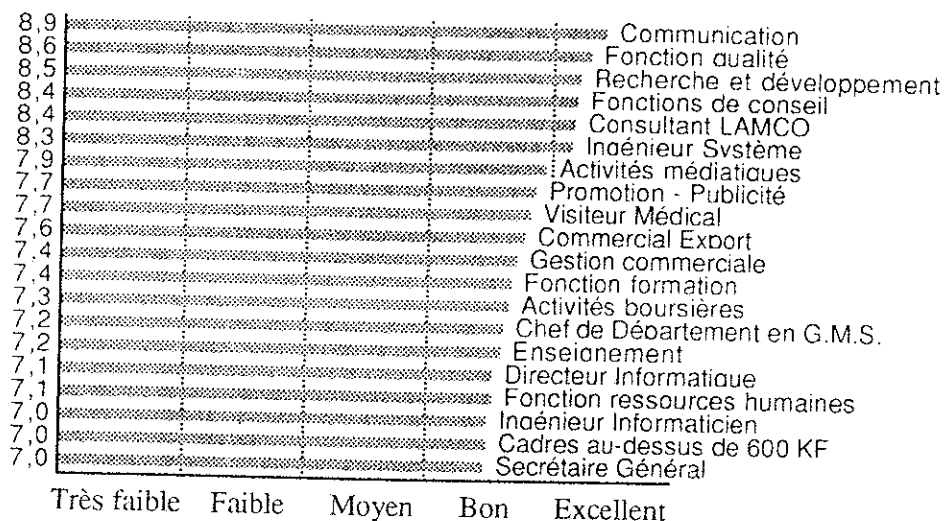 8,9 Communication
8,6 Fonction qualité
8,5 Recherche et développement
8,4 Fonctions de conseil
8,4 Consultant LAMCO
8,3 Ingénieur Système
7,9 Activités médiatiques
7,7 Promotion - Publicité
7,7 Visiteur Médical
7,6 Commercial Export
7,4 Gestion commerciale
7,4 Fonction formation
7,3 Activités boursières
7,2 Chef de Département en G.M.S.
7,2 Enseignement
7,1 Directeur Informatique
7,1 Fonction ressources humaines
7,0 Ingénieur Informaticien
7,0 Cadres au-dessus de 600 KF
7,0 Secrétaire Général
Très faible Faible Moyen Bon Excellent